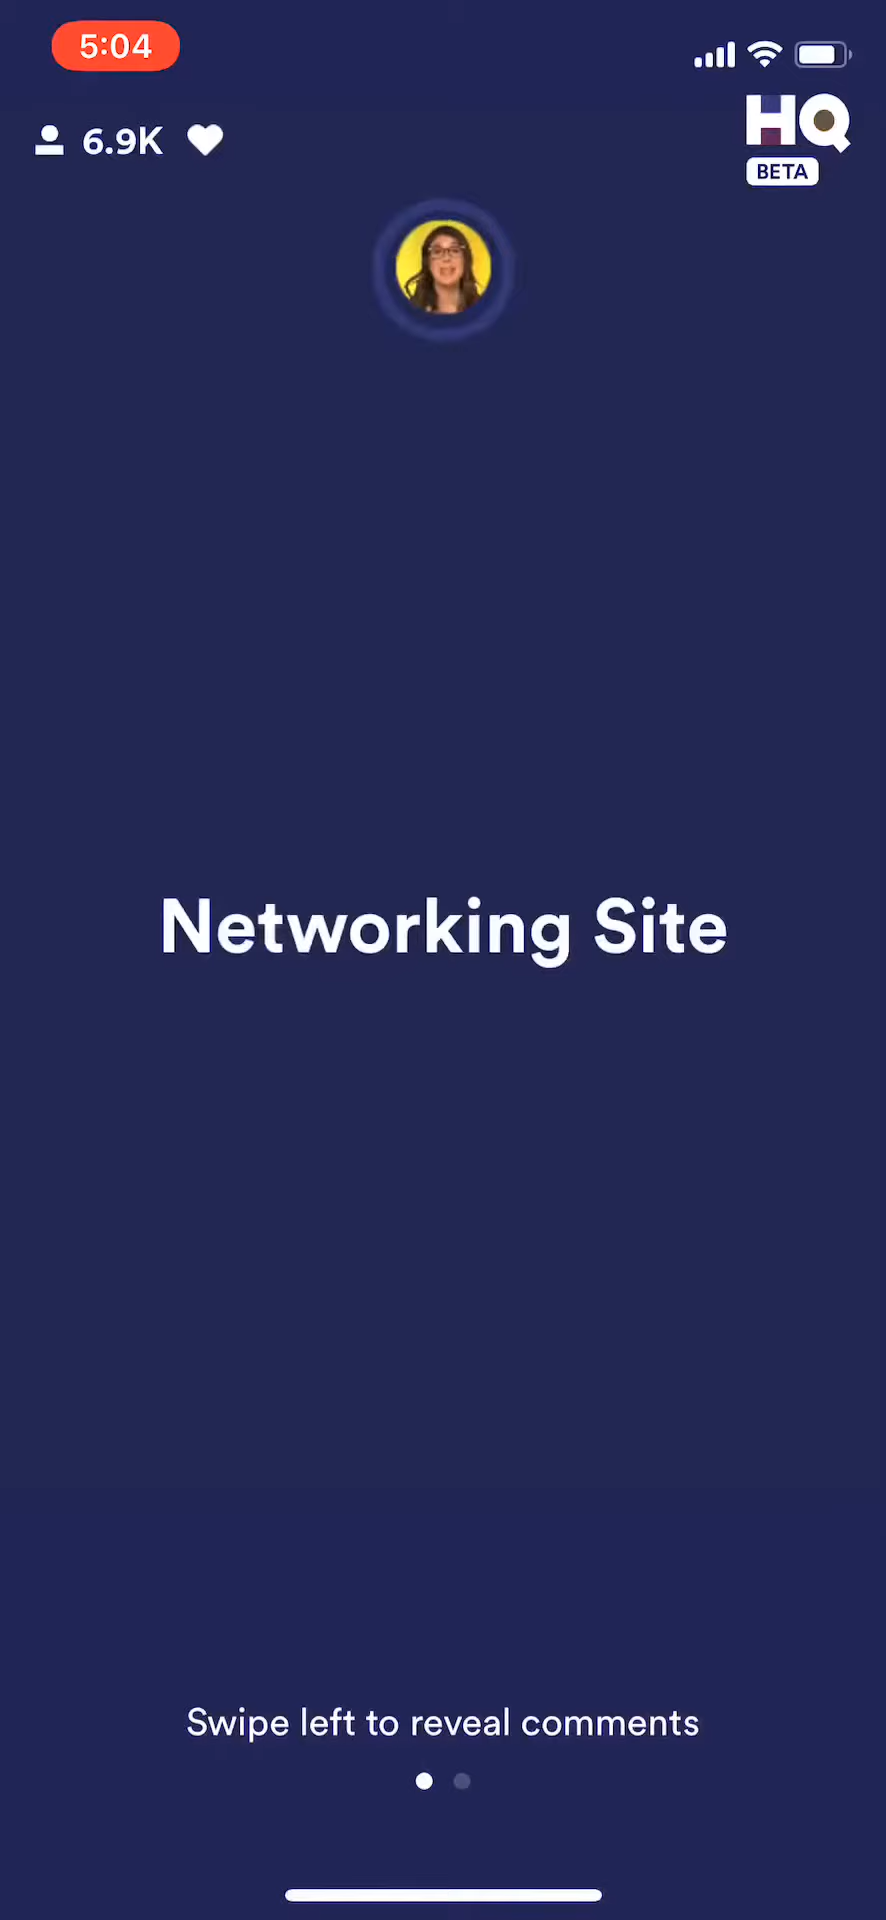 5:04
6.9K
HQ
BETA
Networking Site
Swipe left to reveal comments